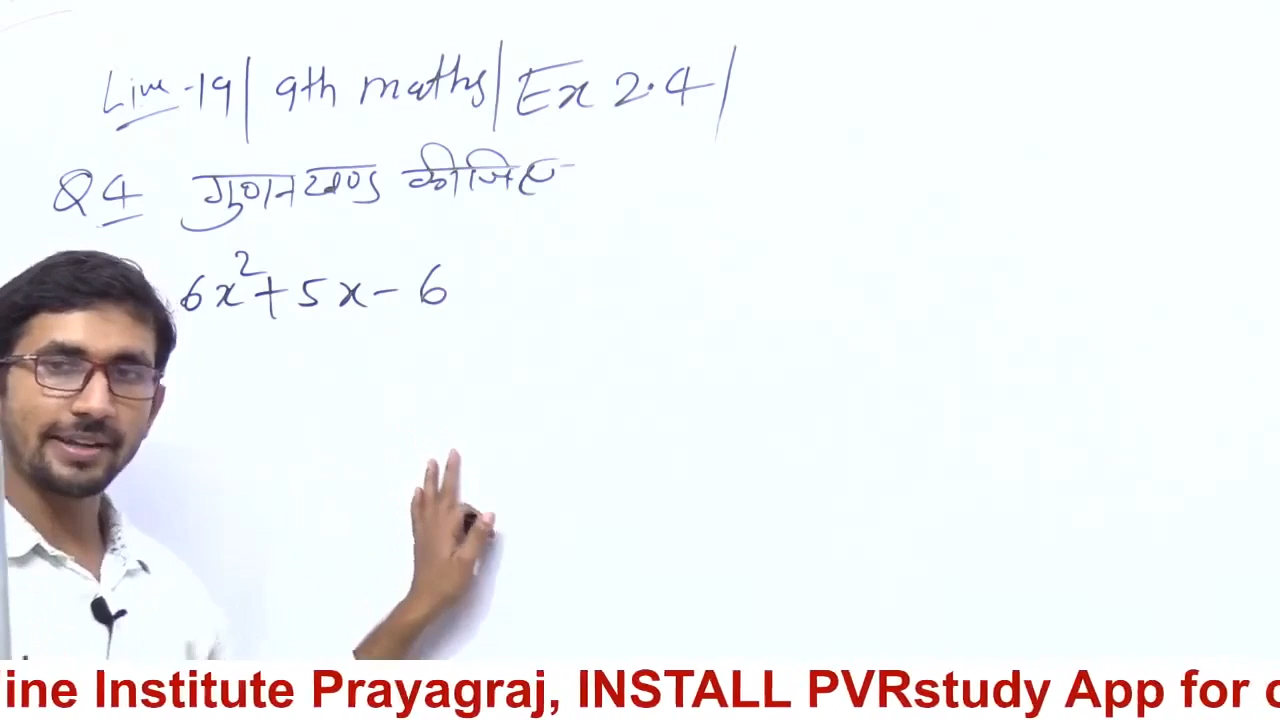 Live-19| 9th maths| Ex 2.4|
Q4 गुणनखण्ड कीजिए
6x²+5x-6
ine Institute Prayagraj, INSTALL PVRstudy App for